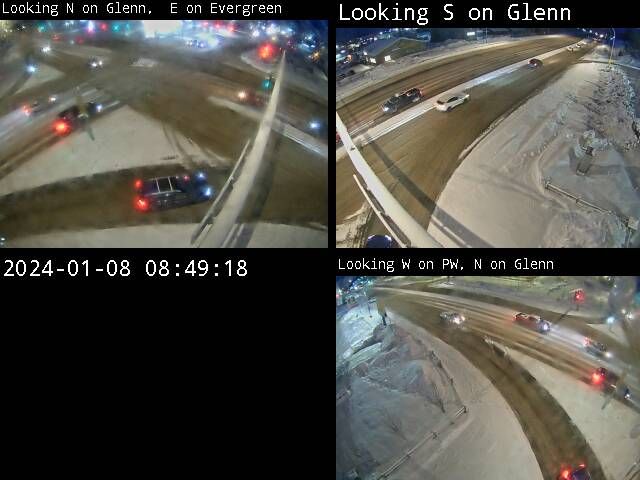 Looking N on Glenn, E on Evergreen
Looking S on Glenn
2024-01-08 08:49:18
Looking W on PW, N on Glenn